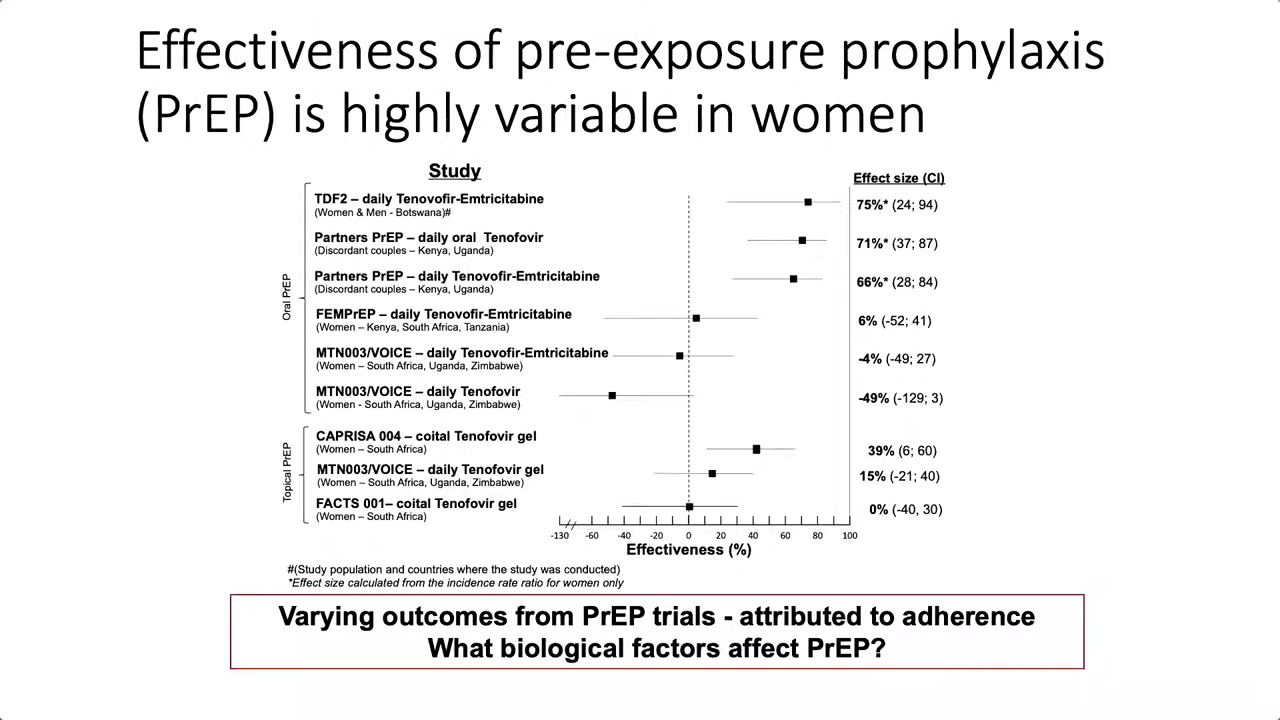 Effectiveness of pre-exposure prophylaxis
(PrEP) is highly variable in women
Study
Effect size (CI)
Oral PrEP
TDF2 – daily Tenovofir-Emtricitabine
(Women & Men - Botswana)#
75%* (24; 94)
Partners PrEP – daily oral Tenofovir
(Discordant couples – Kenya, Uganda)
71%* (37; 87)
Partners PrEP – daily Tenovofir-Emtricitabine
(Discordant couples – Kenya, Uganda)
66%* (28; 84)
FEMPrEP – daily Tenovofir-Emtricitabine
(Women – Kenya, South Africa, Tanzania)
6% (-52; 41)
MTN003/VOICE – daily Tenovofir-Emtricitabine
(Women – South Africa, Uganda, Zimbabwe)
-4% (-49; 27)
MTN003/VOICE – daily Tenofovir
(Women - South Africa, Uganda, Zimbabwe)
-49% (-129; 3)
Topical PrEP
CAPRISA 004 – coital Tenofovir gel
(Women – South Africa)
39% (6; 60)
MTN003/VOICE – daily Tenofovir gel
(Women – South Africa, Uganda, Zimbabwe)
15% (-21; 40)
FACTS 001– coital Tenofovir gel
(Women – South Africa)
0% (-40, 30)
-130 -60 -40 -20 0 20 40 60 80 100
Effectiveness (%)
#(Study population and countries where the study was conducted)
*Effect size calculated from the incidence rate ratio for women only
Varying outcomes from PrEP trials - attributed to adherence
What biological factors affect PrEP?